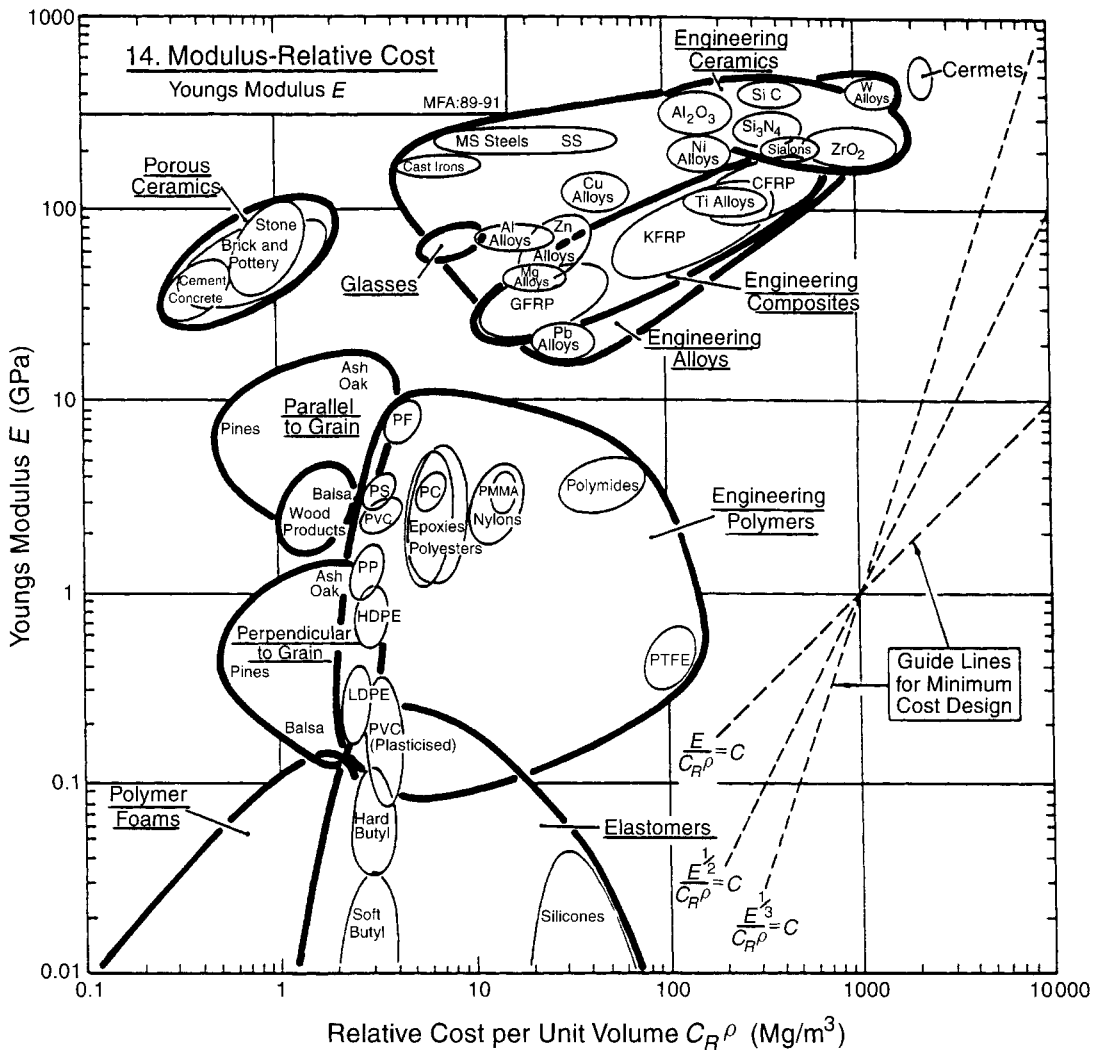 14. Modulus-Relative Cost
Youngs Modulus E
MFA:89-91
Engineering
Ceramics
Cermets
W
Alloys
Si C
Al2O3
Si3N4
Sialons
ZrO2
Ni
Alloys
MS Steels SS
Cast Irons
Cu
Alloys
CFRP
Ti Alloys
KFRP
Porous
Ceramics
Stone
Brick and
Pottery
Cement
Concrete
Glasses
Al
Alloys
Zn
Alloys
Mg
Alloys
GFRP
Pb
Alloys
Engineering
Composites
Engineering
Alloys
Ash
Oak
Parallel
to Grain
Pines
Balsa
Wood
Products
PF
PS
PVC
PC
Epoxies
Polyesters
PMMA
Nylons
Polymides
Engineering
Polymers
PP
HDPE
Ash
Oak
Perpendicular
to Grain
Pines
Balsa
LDPE
PVC
(Plasticised)
PTFE
Polymer
Foams
Hard
Butyl
Soft
Butyl
Elastomers
Silicones
Guide Lines
for Minimum
Cost Design
E/CRρ=C
E½/CRρ=C
E⅓/CRρ=C
Youngs Modulus E (GPa)
1000
100
10
1
0.1
0.01
0.1 1 10 100 1000 10000
Relative Cost per Unit Volume CRρ (Mg/m³)